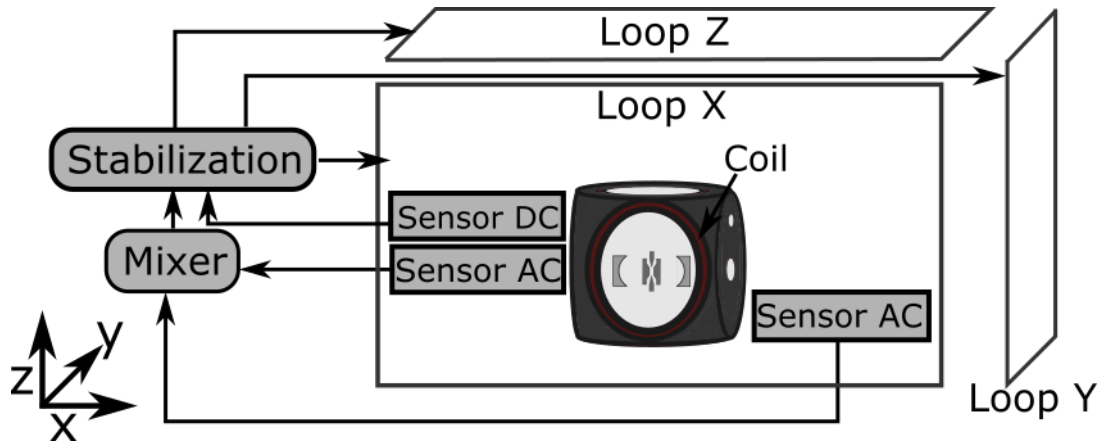 Loop Z
Loop X
Stabilization
Coil
Sensor DC
Mixer
Sensor AC
Sensor AC
y
z
x
Loop Y